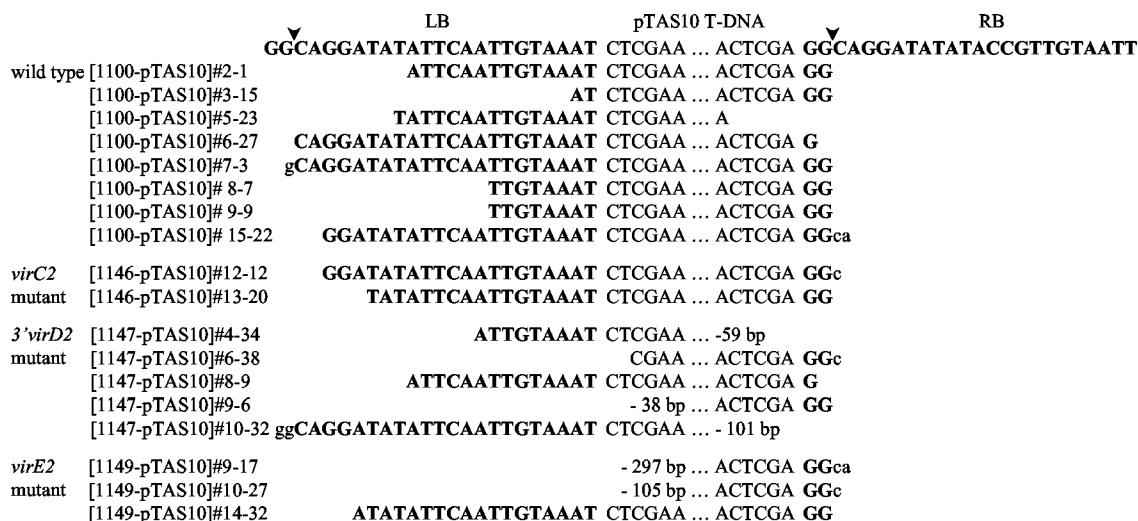 LB pTAS10 T-DNA RB
GGCAGGATATATTCAATTGTAAAT CTCGAA ... ACTCGA GGCAGGATATATACCGTTGTAATT
wild type [1100-pTAS10]#2-1 ATTCAATTGTAAAT CTCGAA ... ACTCGA GG
[1100-pTAS10]#3-15 AT CTCGAA ... ACTCGA GG
[1100-pTAS10]#5-23 TATTCAATTGTAAAT CTCGAA ... A
[1100-pTAS10]#6-27 CAGGATATATTCAATTGTAAAT CTCGAA ... ACTCGA G
[1100-pTAS10]#7-3 gCAGGATATATTCAATTGTAAAT CTCGAA ... ACTCGA GG
[1100-pTAS10]# 8-7 TTGTAAAT CTCGAA ... ACTCGA GG
[1100-pTAS10]# 9-9 TTGTAAAT CTCGAA ... ACTCGA GG
[1100-pTAS10]# 15-22 GGATATATTCAATTGTAAAT CTCGAA ... ACTCGA GGca
virC2 [1146-pTAS10]#12-12 GGATATATTCAATTGTAAAT CTCGAA ... ACTCGA GGc
mutant [1146-pTAS10]#13-20 TATATTCAATTGTAAAT CTCGAA ... ACTCGA GG
3'virD2 [1147-pTAS10]#4-34 ATTGTAAAT CTCGAA ... -59 bp
mutant [1147-pTAS10]#6-38 CGAA ... ACTCGA GGc
[1147-pTAS10]#8-9 ATTCAATTGTAAAT CTCGAA ... ACTCGA G
[1147-pTAS10]#9-6 - 38 bp ... ACTCGA GG
[1147-pTAS10]#10-32 ggCAGGATATATTCAATTGTAAAT CTCGAA ... - 101 bp
virE2 [1149-pTAS10]#9-17 - 297 bp ... ACTCGA GGca
mutant [1149-pTAS10]#10-27 - 105 bp ... ACTCGA GGc
[1149-pTAS10]#14-32 ATATATTCAATTGTAAAT CTCGAA ... ACTCGA GG